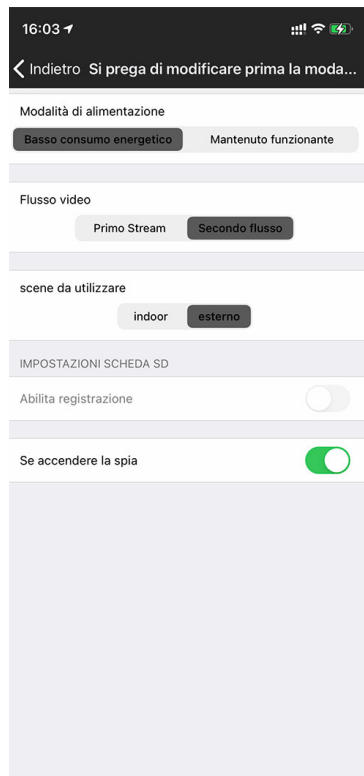 16:03
Indietro Si prega di modificare prima la moda...
Modalità di alimentazione
Basso consumo energetico Mantenuto funzionante
Flusso video
Primo Stream Secondo flusso
scene da utilizzare
indoor esterno
IMPOSTAZIONI SCHEDA SD
Abilita registrazione
Se accendere la spia